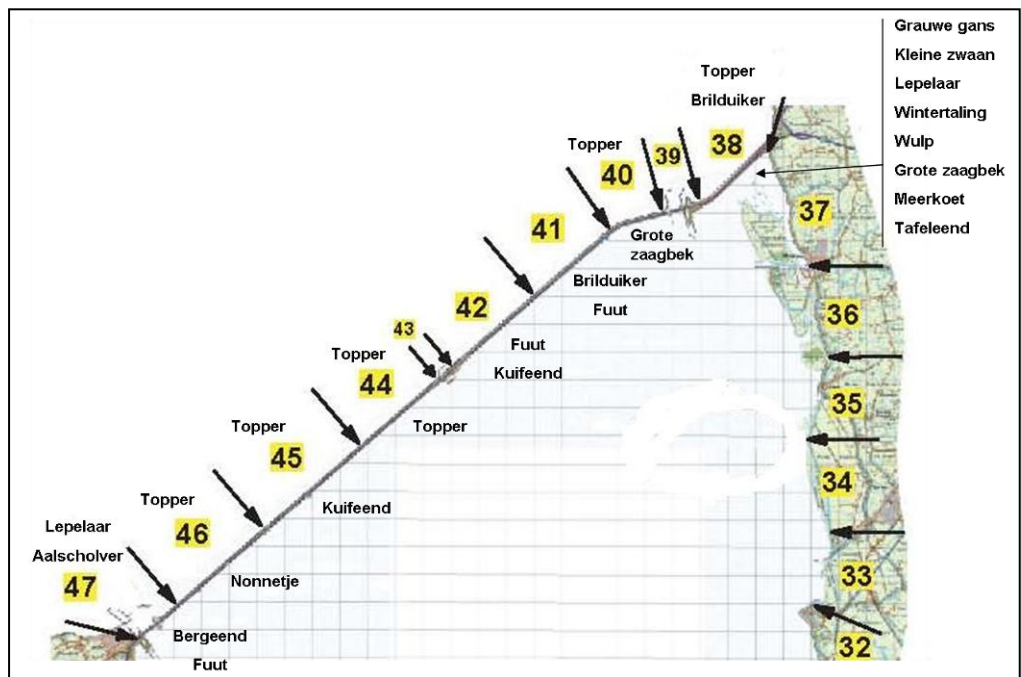 Grauwe gans
Kleine zwaan
Lepelaar
Wintertaling
Wulp
Grote zaagbek
Meerkoet
Tafeleend
Topper
Brilduiker
38
39
Topper
40
37
41
Grote
zaagbek
Brilduiker
Fuut
42
36
43
Fuut
Kuifeend
Topper
44
35
Topper
Topper
45
34
Kuifeend
Topper
46
Lepelaar
Aalscholver
33
Nonnetje
47
Bergeend
Fuut
32